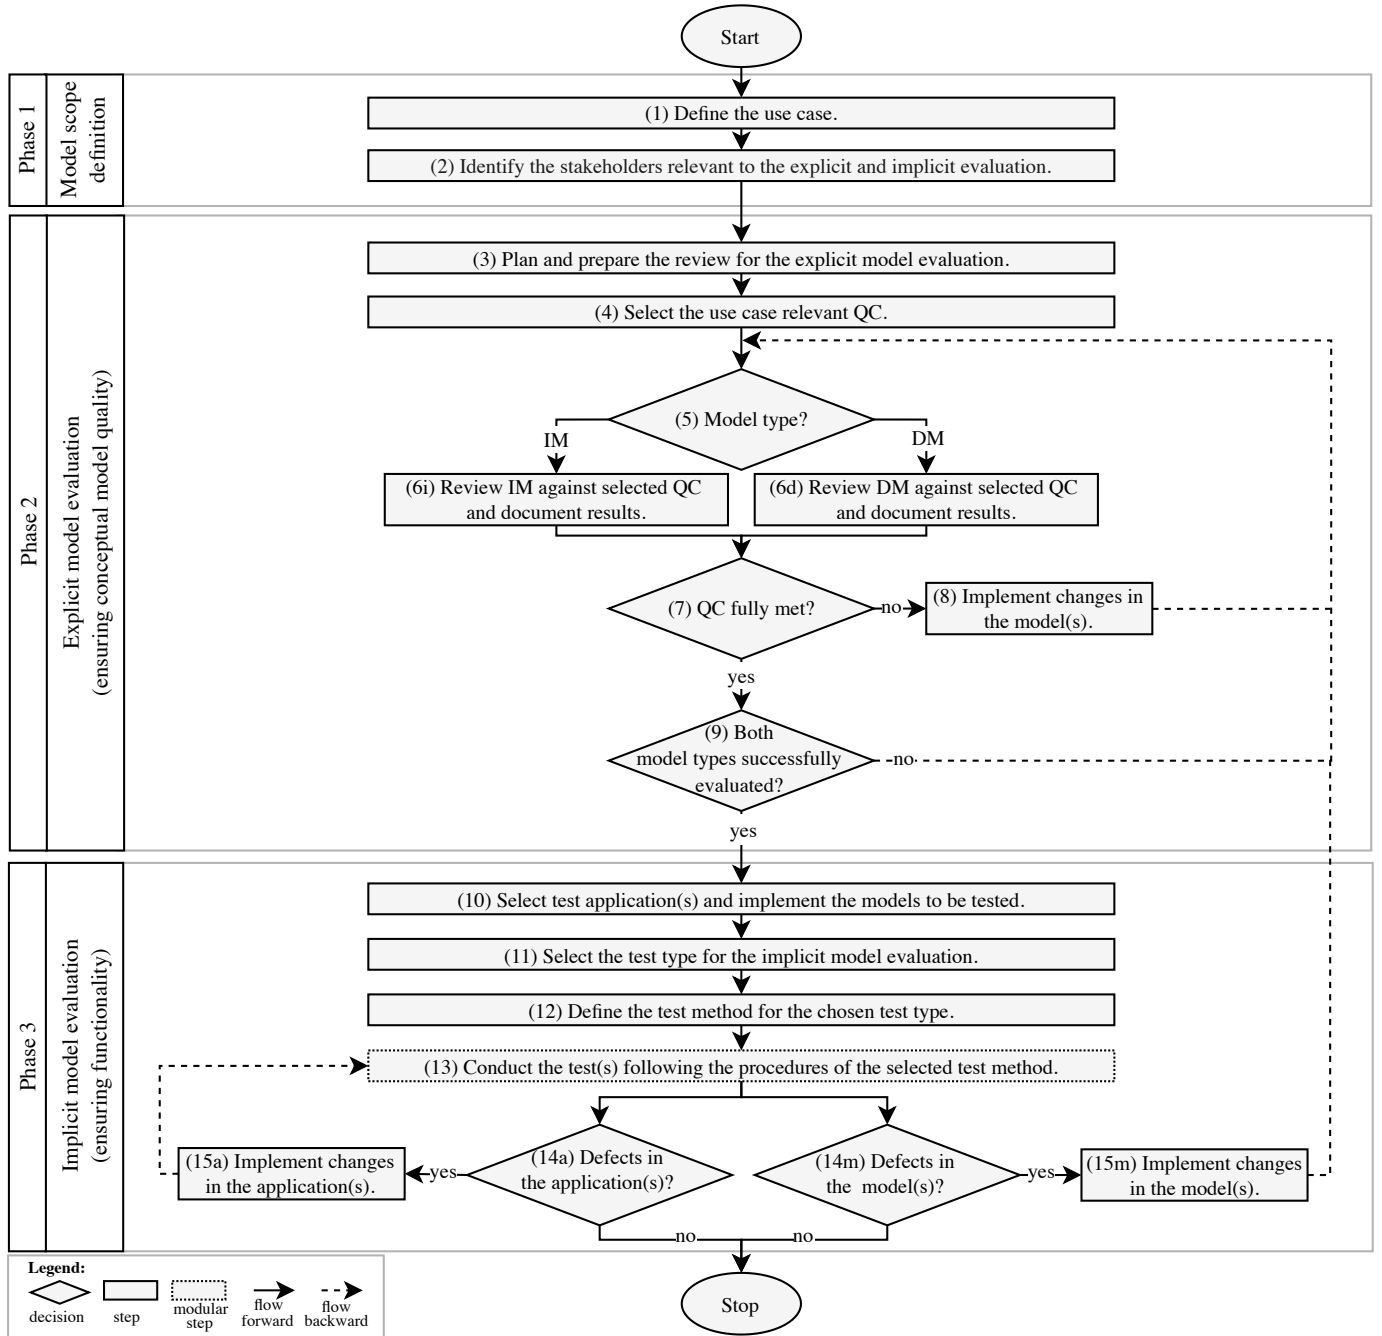 Start
Phase 1
Model scope
definition
(1) Define the use case.
(2) Identify the stakeholders relevant to the explicit and implicit evaluation.
Phase 2
Explicit model evaluation
(ensuring conceptual model quality)
(3) Plan and prepare the review for the explicit model evaluation.
(4) Select the use case relevant QC.
(5) Model type?
IM
DM
(6i) Review IM against selected QC
and document results.
(6d) Review DM against selected QC
and document results.
(7) QC fully met?
no
(8) Implement changes in
the model(s).
yes
(9) Both
model types successfully
evaluated?
no
yes
Phase 3
Implicit model evaluation
(ensuring functionality)
(10) Select test application(s) and implement the models to be tested.
(11) Select the test type for the implicit model evaluation.
(12) Define the test method for the chosen test type.
(13) Conduct the test(s) following the procedures of the selected test method.
(15a) Implement changes
in the application(s).
yes
(14a) Defects in
the application(s)?
(14m) Defects in
the model(s)?
yes
(15m) Implement changes
in the model(s).
no
no
Stop
Legend:
decision
step
modular
step
flow
forward
flow
backward